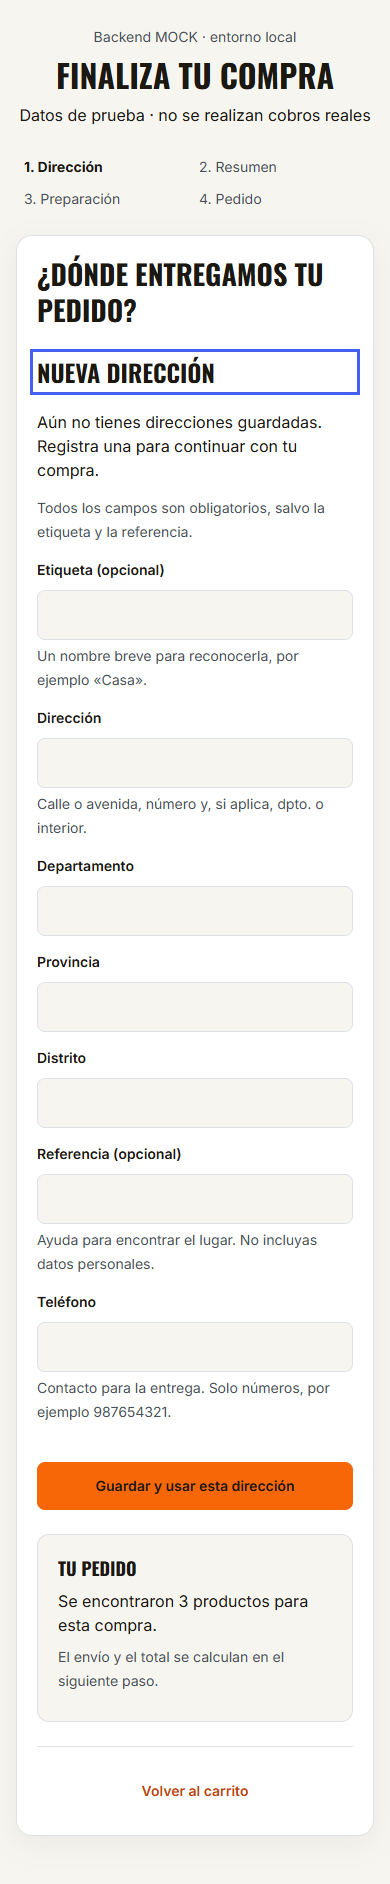 Backend MOCK · entorno local
FINALIZA TU COMPRA
Datos de prueba · no se realizan cobros reales
1. Dirección
2. Resumen
3. Preparación
4. Pedido
¿DÓNDE ENTREGAMOS TU
PEDIDO?
NUEVA DIRECCIÓN
Aún no tienes direcciones guardadas.
Registra una para continuar con tu
compra.
Todos los campos son obligatorios, salvo la
etiqueta y la referencia.
Etiqueta (opcional)
Un nombre breve para reconocerla, por
ejemplo «Casa».
Dirección
Calle o avenida, número y, si aplica, dpto. o
interior.
Departamento
Provincia
Distrito
Referencia (opcional)
Ayuda para encontrar el lugar. No incluyas
datos personales.
Teléfono
Contacto para la entrega. Solo números, por
ejemplo 987654321.
Guardar y usar esta dirección
TU PEDIDO
Se encontraron 3 productos para
esta compra.
El envío y el total se calculan en el
siguiente paso.
Volver al carrito